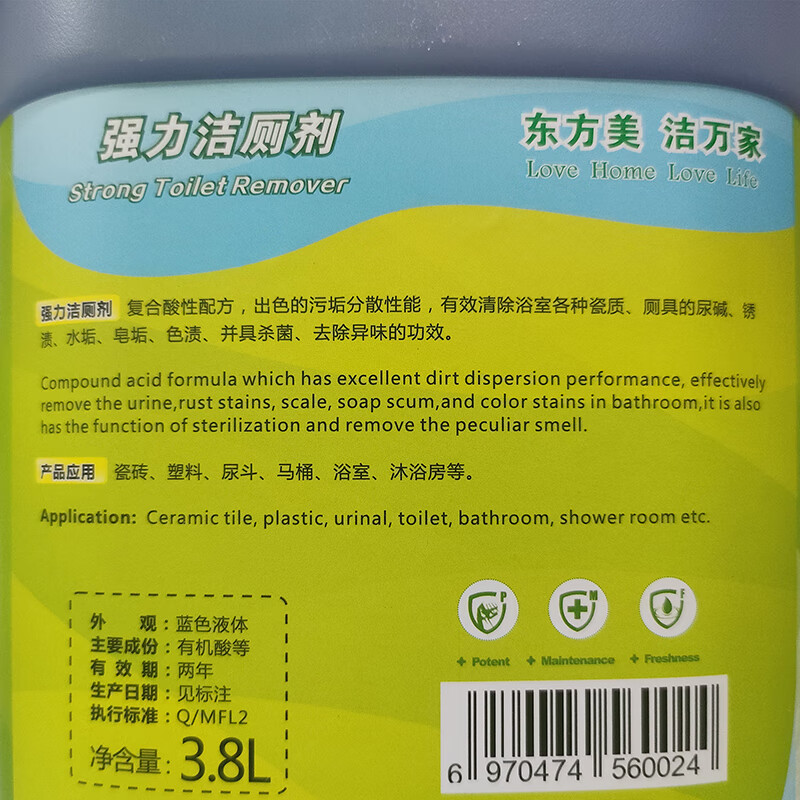 强力洁厕剂
Strong Toilet Remover
东方美 洁万家
Love Home Love Life
强力洁厕剂 复合酸性配方，出色的污垢分散性能，有效清除浴室各种瓷质、厕具的尿碱、锈
渍、水垢、皂垢、色渍、并具杀菌、去除异味的功效。
Compound acid formula which has excellent dirt dispersion performance, effectively
remove the urine,rust stains, scale, soap scum,and color stains in bathroom,it is also
has the function of sterilization and remove the peculiar smell.
产品应用 瓷砖、塑料、尿斗、马桶、浴室、沐浴房等。
Application: Ceramic tile, plastic, urinal, toilet, bathroom, shower room etc.
外 观：蓝色液体
主要成份：有机酸等
有 效 期：两年
生产日期：见标注
执行标准：Q/MFL2
净含量：3.8L
P
M
F
+ Potent + Maintenance + Freshness
6 970474 560024